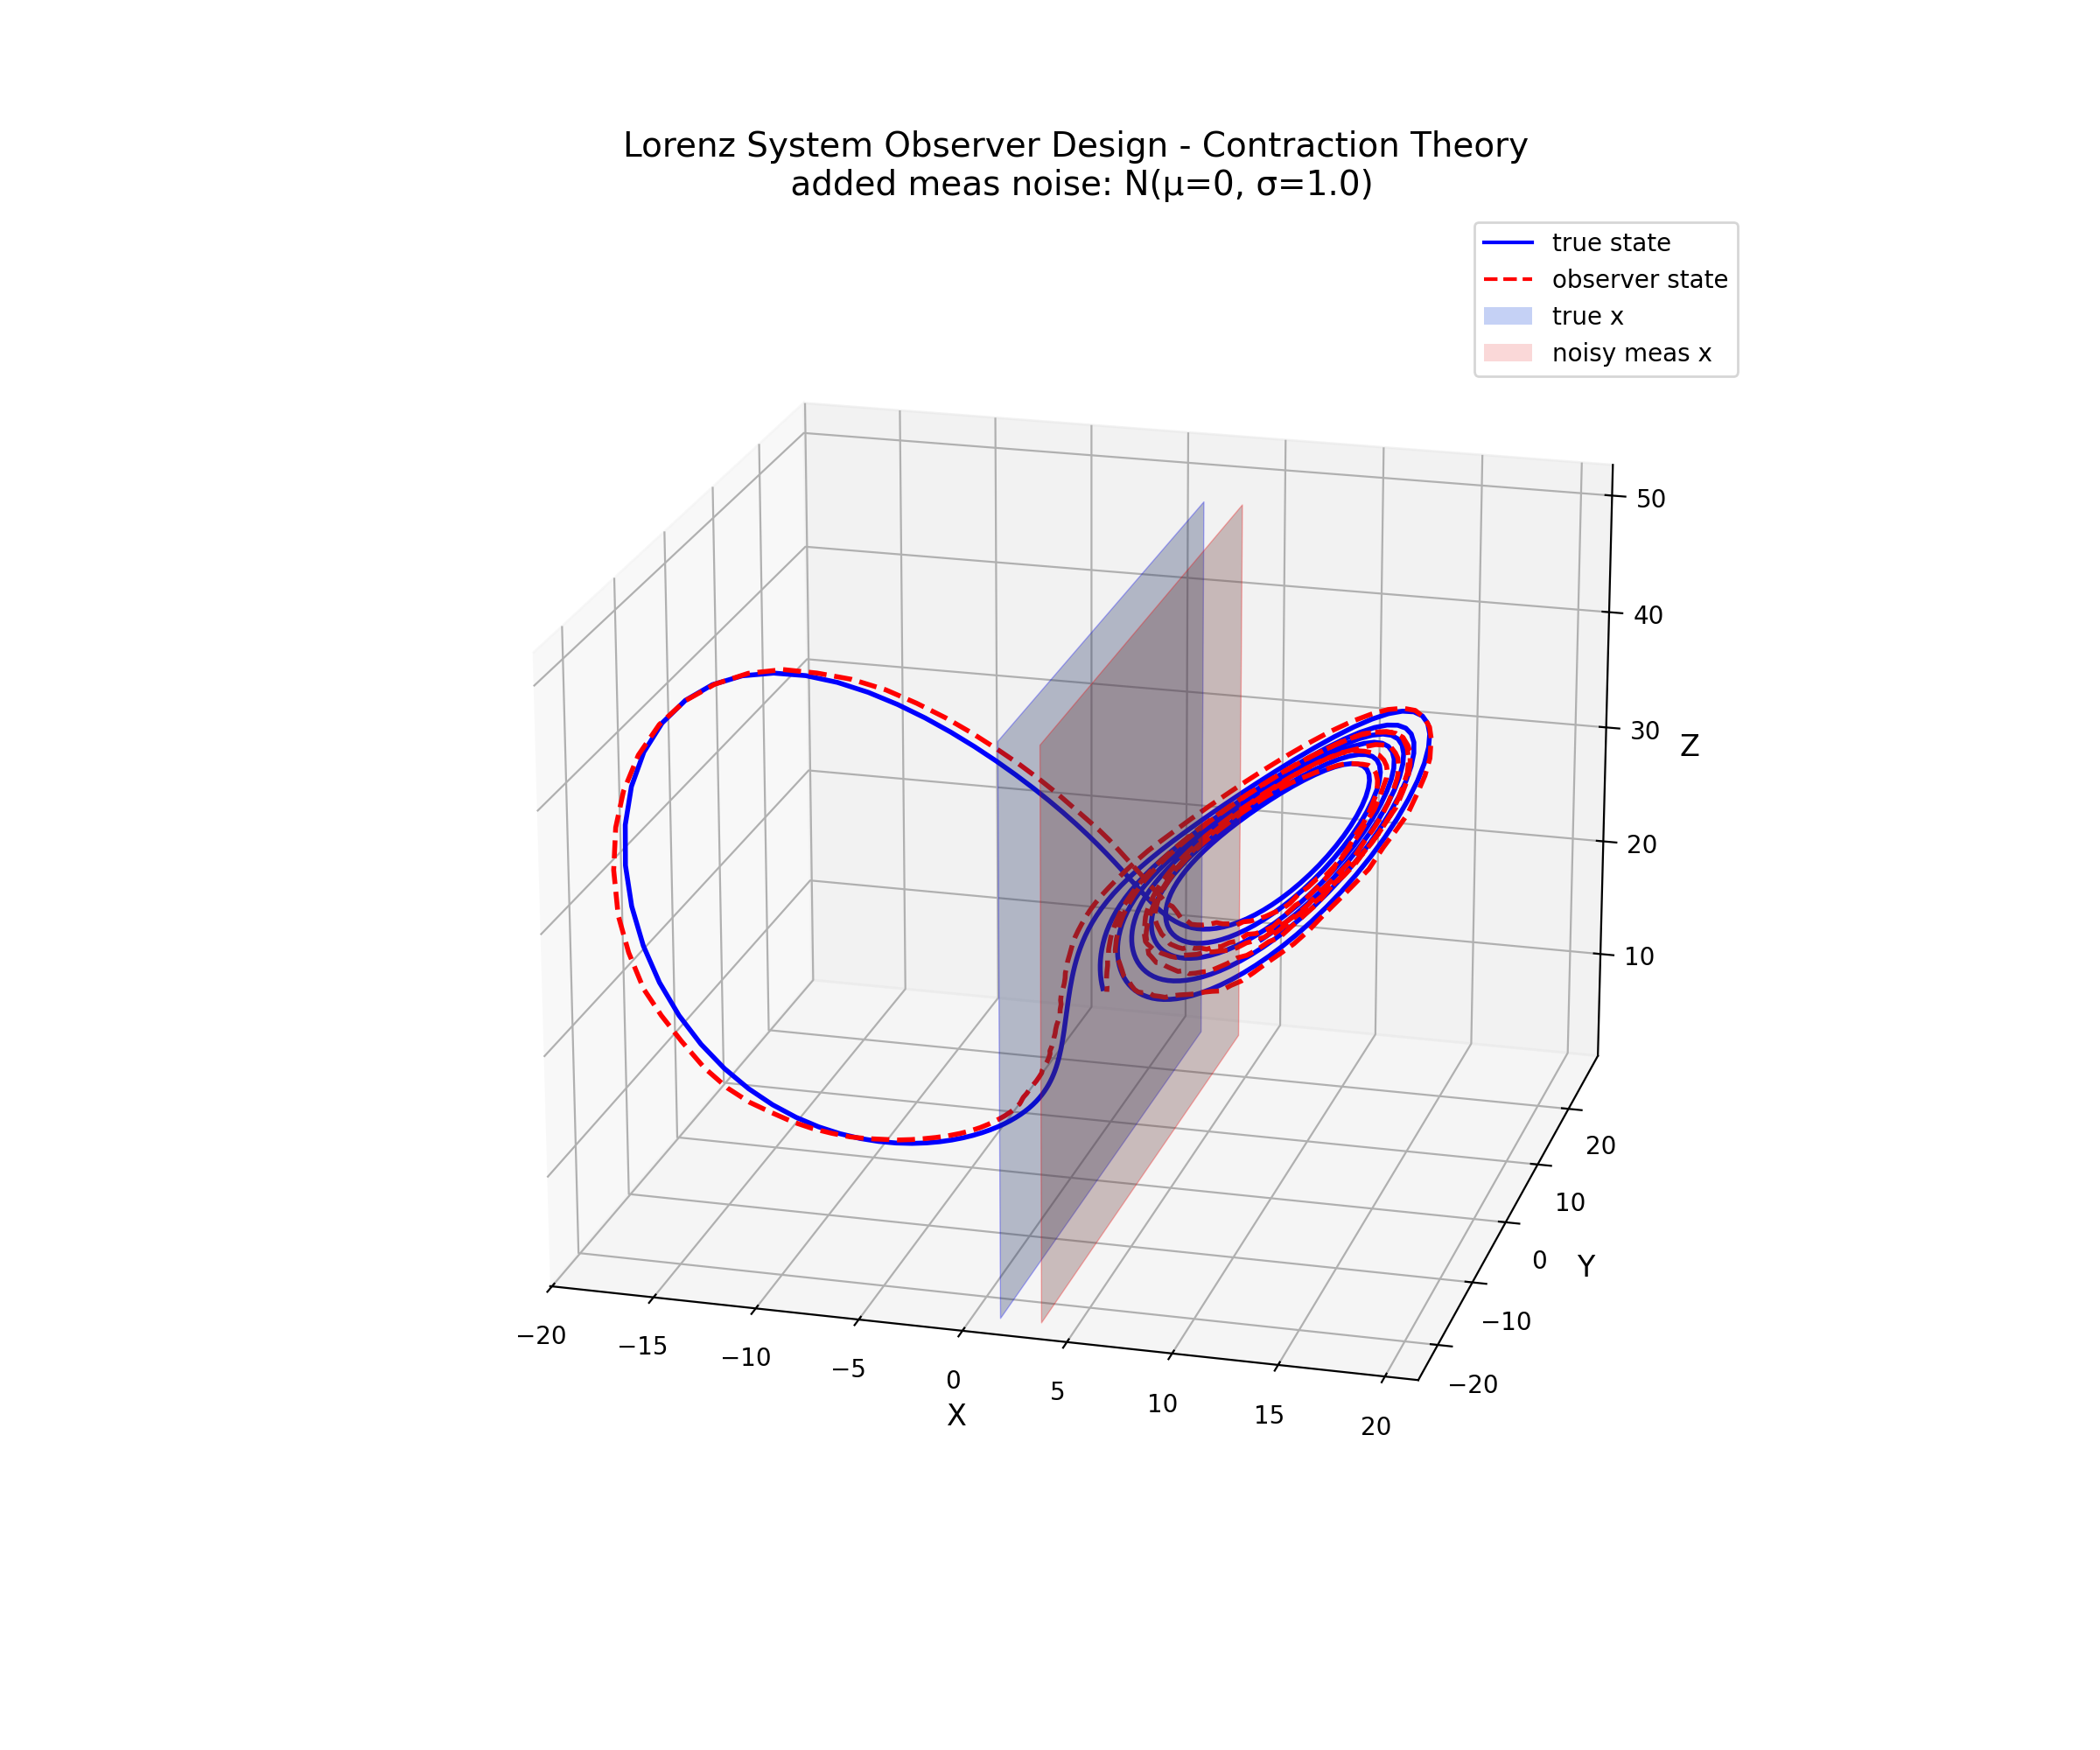 Lorenz System Observer Design - Contraction Theory
added meas noise: N(μ=0, σ=1.0)
true state
observer state
true x
noisy meas x
50
40
30
Z
20
10
20
10
0
Y
−10
−20
−20
−15
−10
−5
0
5
10
15
20
X